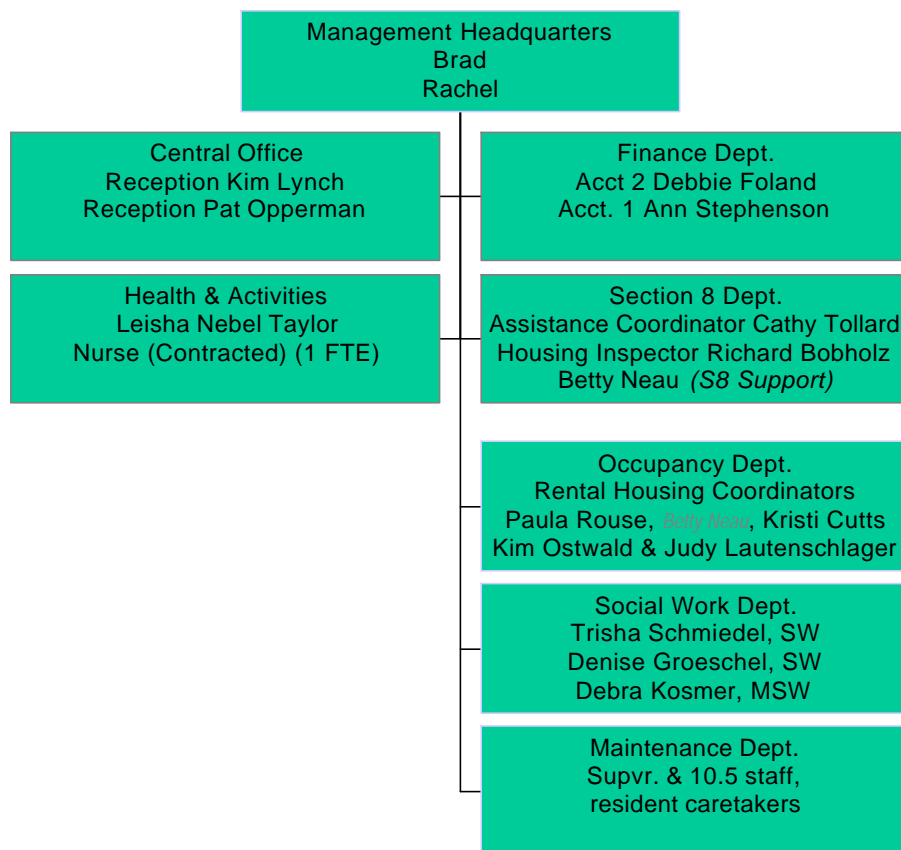 Management Headquarters
Brad
Rachel
Central Office
Reception Kim Lynch
Reception Pat Opperman
Finance Dept.
Acct 2 Debbie Foland
Acct. 1 Ann Stephenson
Health & Activities
Leisha Nebel Taylor
Nurse (Contracted) (1 FTE)
Section 8 Dept.
Assistance Coordinator Cathy Tollard
Housing Inspector Richard Bobholz
Betty Neau (S8 Support)
Occupancy Dept.
Rental Housing Coordinators
Paula Rouse, Betty Neau, Kristi Cutts
Kim Ostwald & Judy Lautenschlager
Social Work Dept.
Trisha Schmiedel, SW
Denise Groeschel, SW
Debra Kosmer, MSW
Maintenance Dept.
Supvr. & 10.5 staff,
resident caretakers